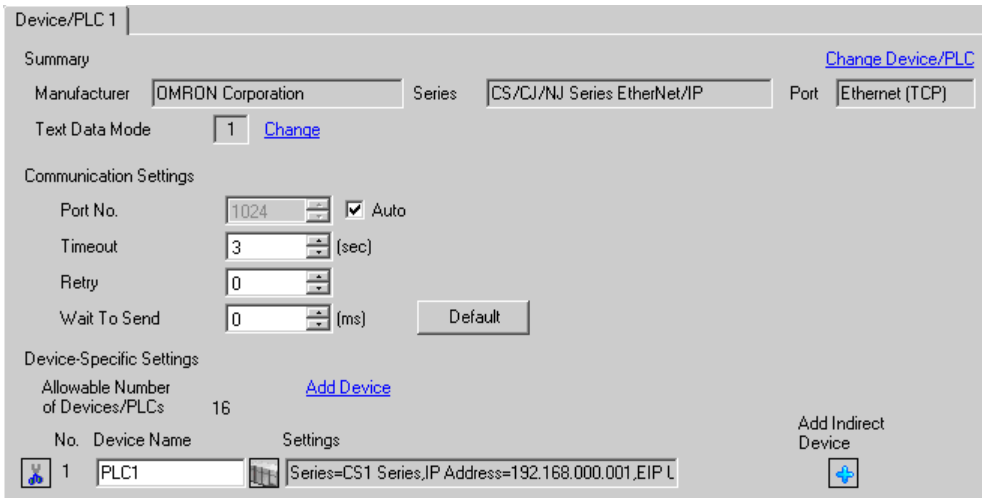 Device/PLC 1
Summary
Change Device/PLC
Manufacturer OMRON Corporation Series CS/CJ/NJ Series EtherNet/IP Port Ethernet (TCP)
Text Data Mode 1 Change
Communication Settings
Port No. 1024 Auto
Timeout 3 (sec)
Retry 0
Wait To Send 0 (ms) Default
Device-Specific Settings
Allowable Number
of Devices/PLCs 16
Add Device
Add Indirect
Device
No. Device Name Settings
1 PLC1 Series=CS1 Series,IP Address=192.168.000.001,EIP U